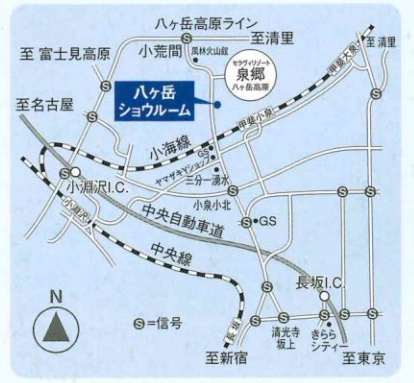 八ヶ岳高原ライン
小荒間
至清里
至富士見高原
風林火山館
セラヴィリゾート
泉郷
八ヶ岳高原
甲斐大泉
至清里
八ヶ岳
ショウルーム
至名古屋
甲斐小泉
小海線
GS
ヤマザキYショップ
三分一湧水
小淵沢I.C.
小淵沢
小泉小北
GS
中央自動車道
中央線
長坂I.C.
N
S=信号
長坂
清光寺
坂上
きらら
シティー
至新宿
至東京